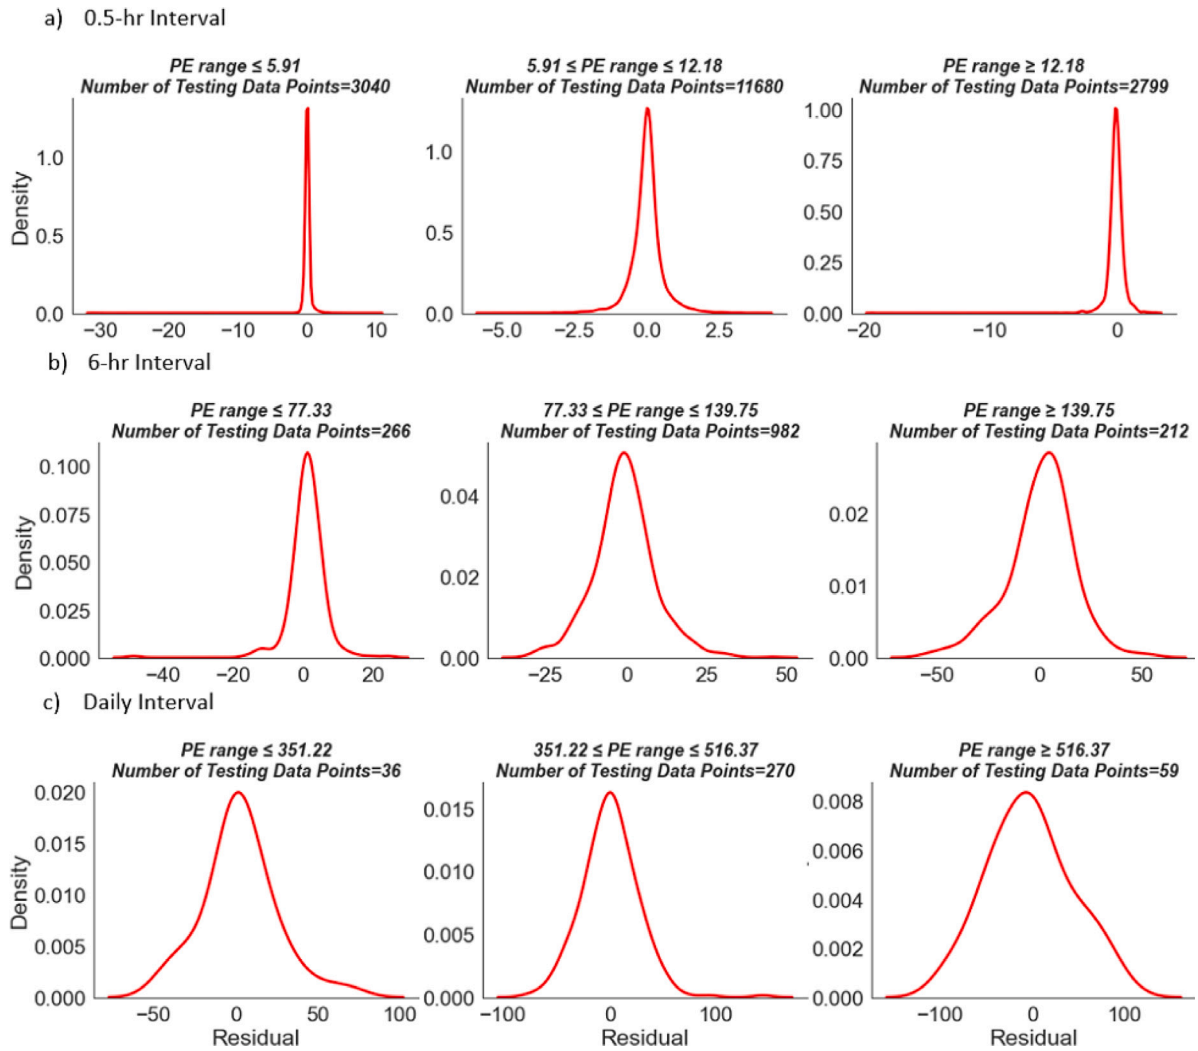 a) 0.5-hr Interval
PE range ≤ 5.91
Number of Testing Data Points=3040
5.91 ≤ PE range ≤ 12.18
Number of Testing Data Points=11680
PE range ≥ 12.18
Number of Testing Data Points=2799
Density
1.0
0.5
0.0
−30 −20 −10 0 10
1.0
0.5
0.0
−5.0 −2.5 0.0 2.5
1.00
0.75
0.50
0.25
0.00
−20 −10 0
b) 6-hr Interval
PE range ≤ 77.33
Number of Testing Data Points=266
77.33 ≤ PE range ≤ 139.75
Number of Testing Data Points=982
PE range ≥ 139.75
Number of Testing Data Points=212
Density
0.100
0.075
0.050
0.025
0.000
−40 −20 0 20
0.04
0.02
0.00
−25 0 25 50
0.02
0.01
0.00
−50 0 50
c) Daily Interval
PE range ≤ 351.22
Number of Testing Data Points=36
351.22 ≤ PE range ≤ 516.37
Number of Testing Data Points=270
PE range ≥ 516.37
Number of Testing Data Points=59
Density
0.020
0.015
0.010
0.005
0.000
−50 0 50 100
Residual
0.015
0.010
0.005
0.000
−100 0 100
Residual
0.008
0.006
0.004
0.002
0.000
−100 0 100
Residual